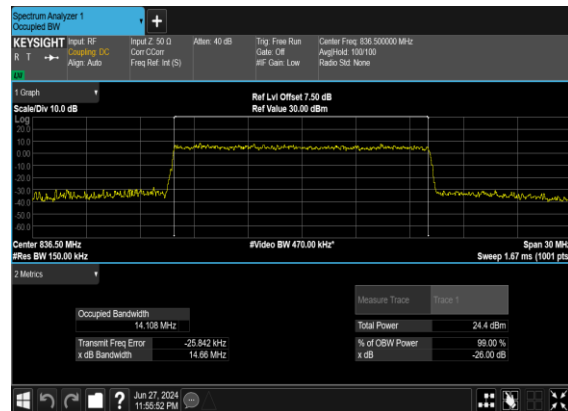 Spectrum Analyzer 1
Occupied BW
+
KEYSIGHT Input: RF Input Z: 50 Ω Atten: 40 dB Trig: Free Run Center Freq: 836.500000 MHz
R T Coupling: DC Corr CCorr Gate: Off Avg|Hold: 100/100
Align: Auto Freq Ref: Int (S) #IF Gain: Low Radio Std: None
LXI
1 Graph
Ref Lvl Offset 7.50 dB
Scale/Div 10.0 dB Ref Value 30.00 dBm
Log
20.0
10.0
0.00
-10.0
-20.0
-30.0
-40.0
-50.0
-60.0
Center 836.50 MHz #Video BW 470.00 kHz* Span 30 MHz
#Res BW 150.00 kHz Sweep 1.67 ms (1001 pts)
2 Metrics
Measure Trace Trace 1
Occupied Bandwidth
14.108 MHz Total Power 24.4 dBm
Transmit Freq Error -25.842 kHz % of OBW Power 99.00 %
x dB Bandwidth 14.66 MHz x dB -26.00 dB
? Jun 27, 2024
11:55:52 PM